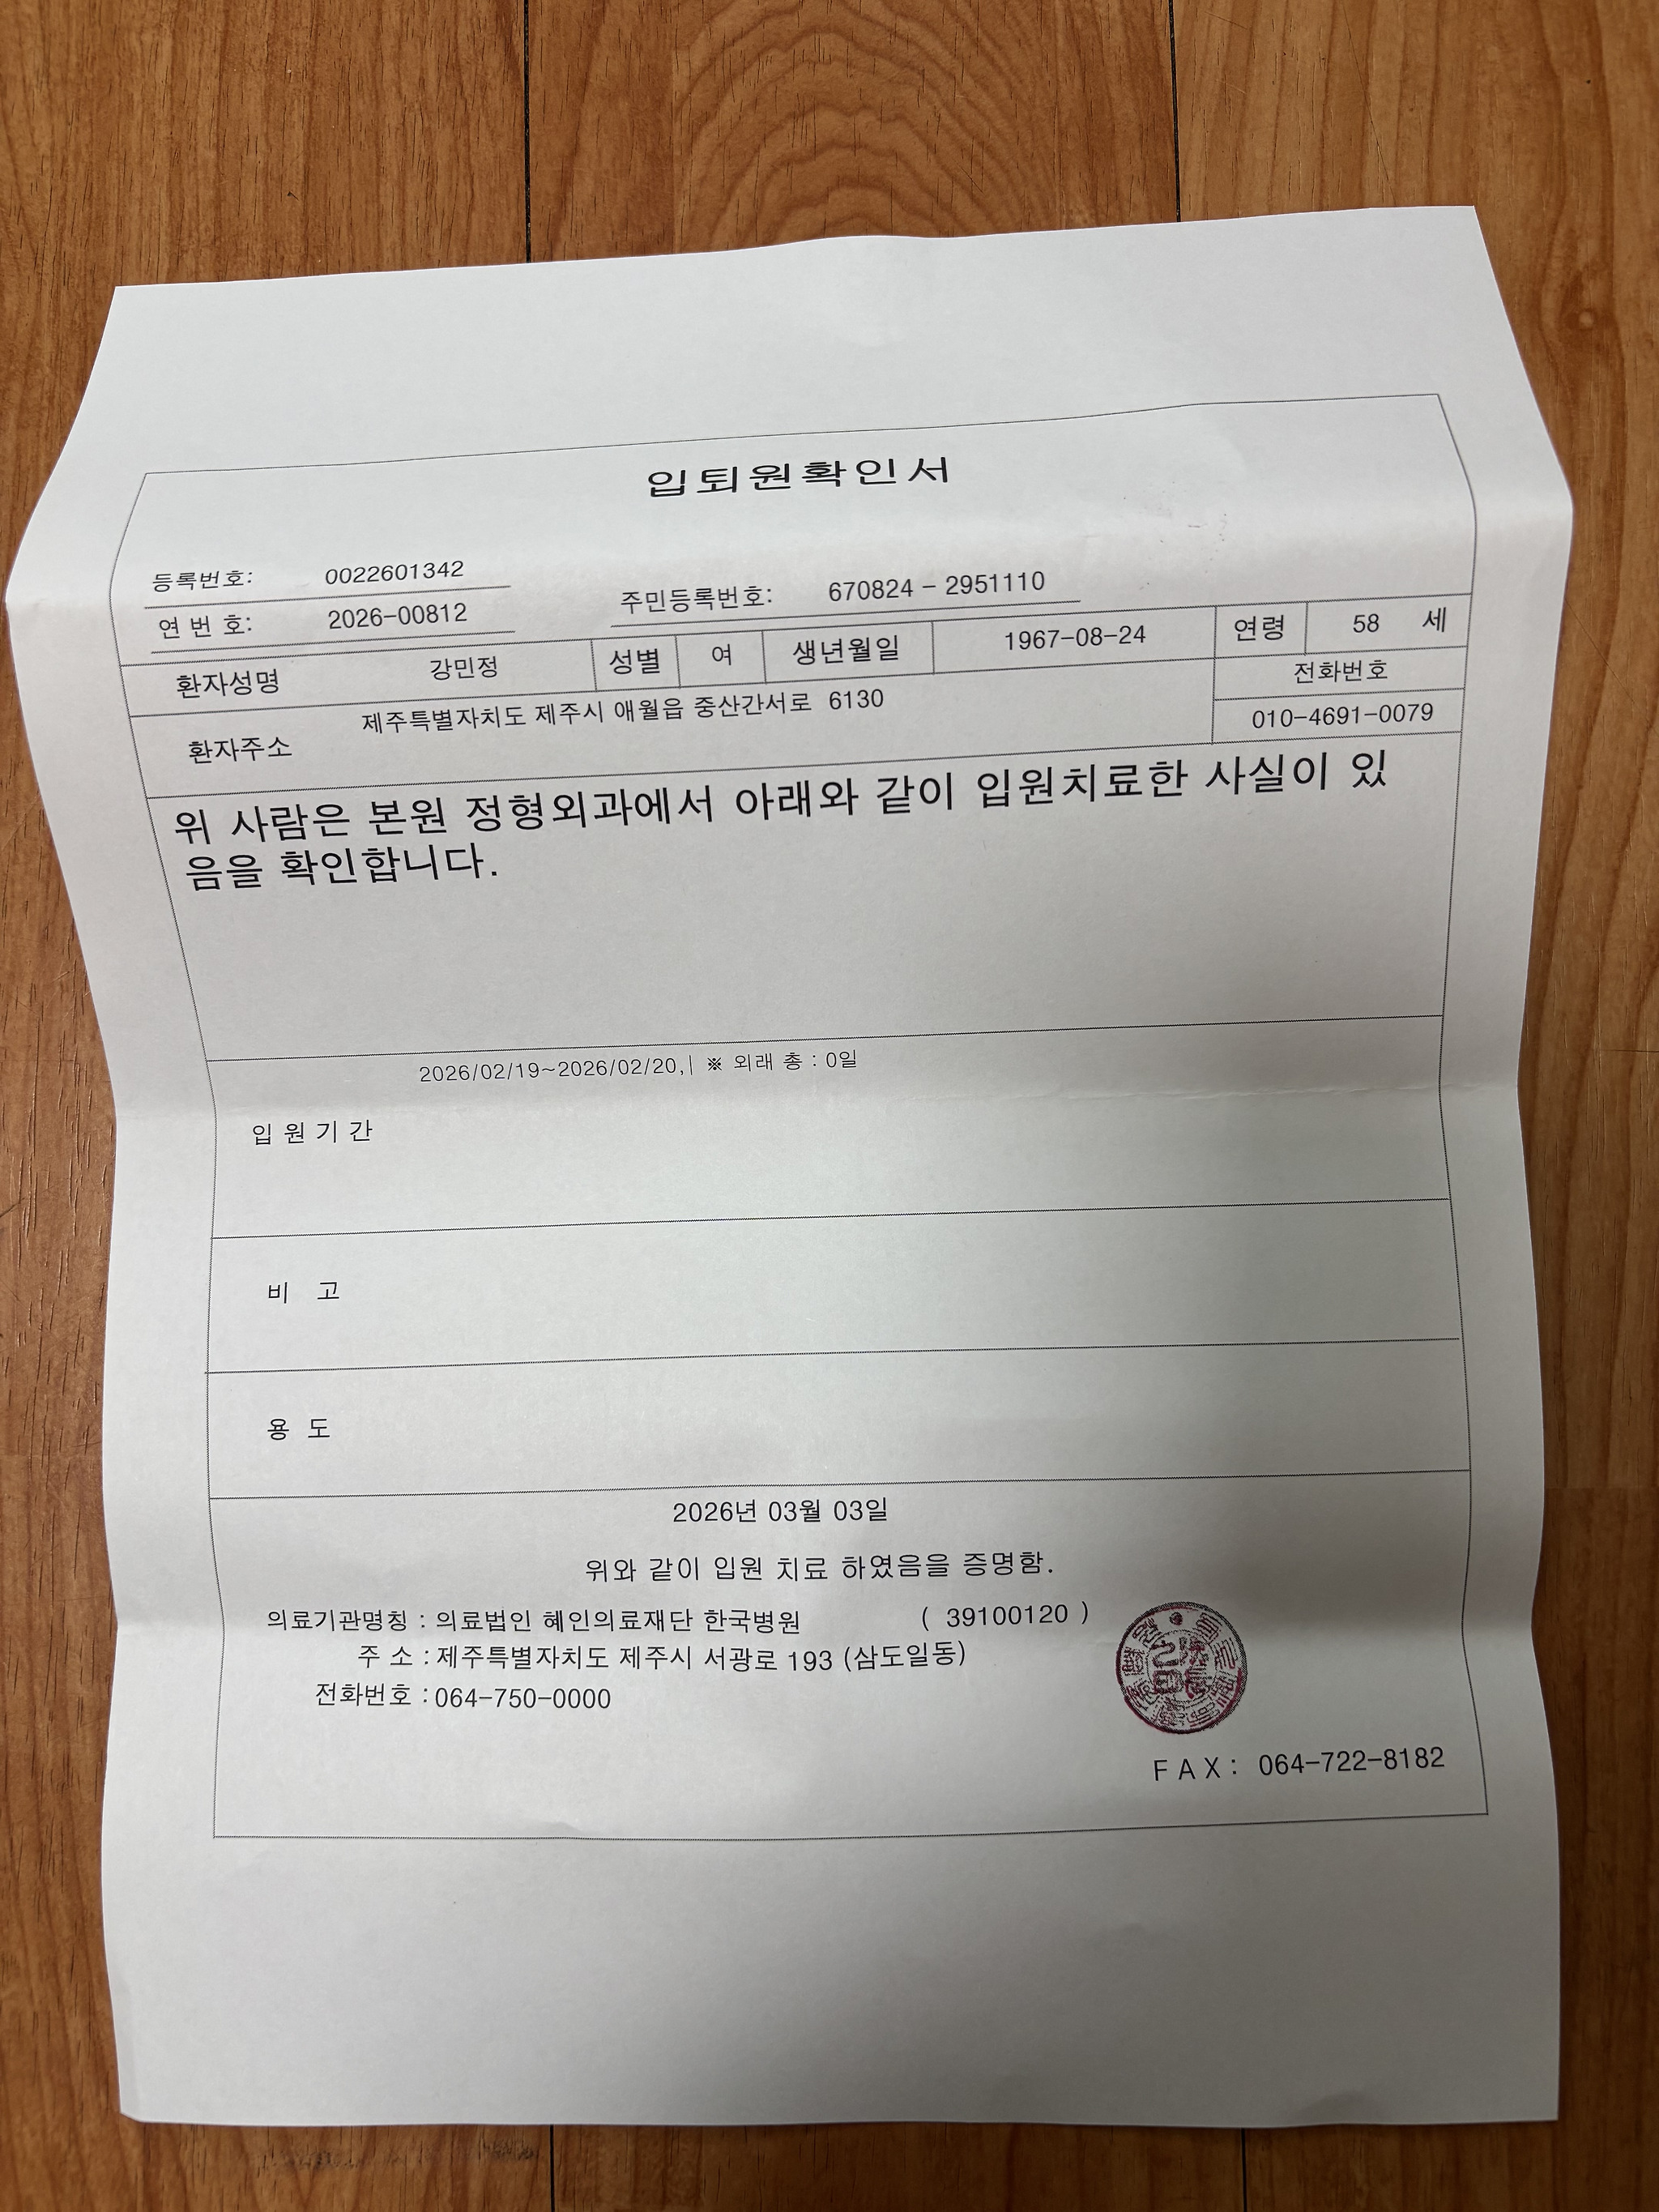 입퇴원확인서
등록번호: 0022601342
연 번 호: 2026-00812 주민등록번호: 670824 - 2951110
환자성명 강민정 성별 여 생년월일 1967-08-24 연령 58 세
환자주소 제주특별자치도 제주시 애월읍 중산간서로 6130 전화번호
010-4691-0079
위 사람은 본원 정형외과에서 아래와 같이 입원치료한 사실이 있
음을 확인합니다.
2026/02/19~2026/02/20,| ※ 외래 총 : 0일
입 원 기 간
비 고
용 도
2026년 03월 03일
위와 같이 입원 치료 하였음을 증명함.
의료기관명칭 : 의료법인 혜인의료재단 한국병원 ( 39100120 )
주 소 : 제주특별자치도 제주시 서광로 193 (삼도일동)
전화번호 : 064-750-0000
F A X : 064-722-8182